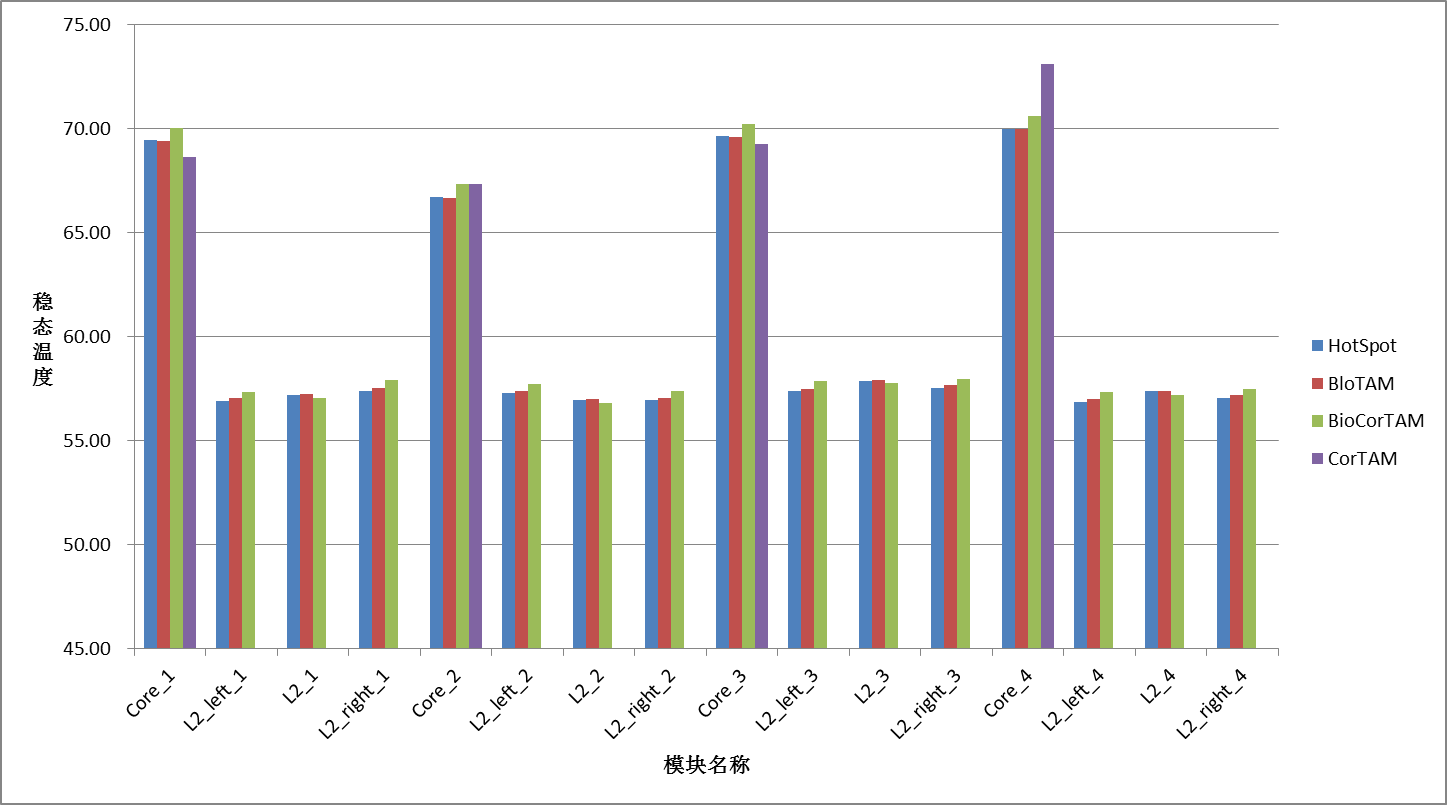 75.00
70.00
65.00
60.00
55.00
50.00
45.00
稳态温度
Core_1
L2_left_1
L2_1
L2_right_1
Core_2
L2_left_2
L2_2
L2_right_2
Core_3
L2_left_3
L2_3
L2_right_3
Core_4
L2_left_4
L2_4
L2_right_4
模块名称
HotSpot
BloTAM
BioCorTAM
CorTAM